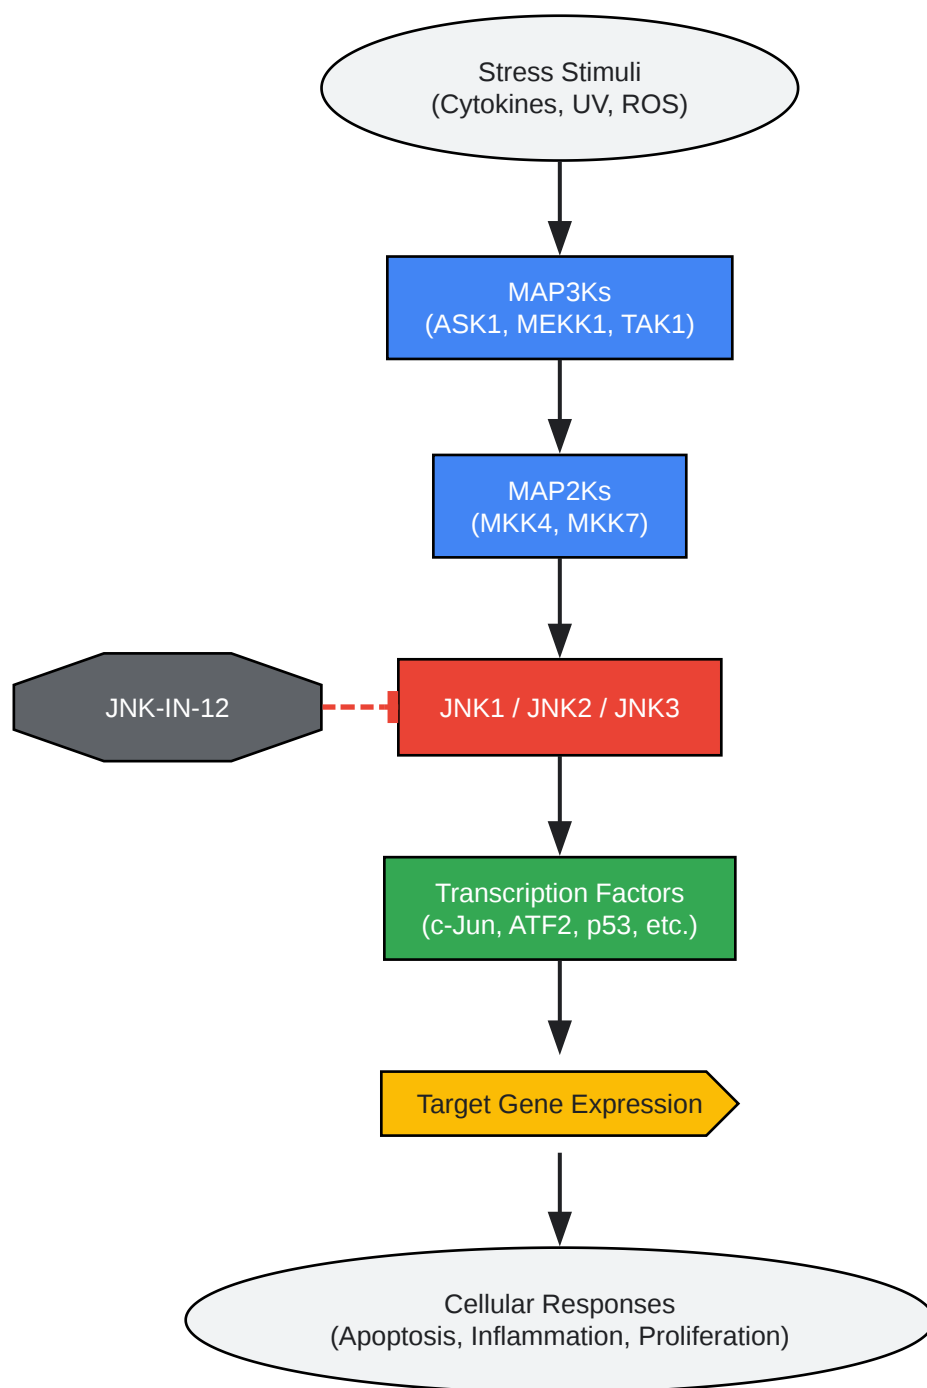 Stress Stimuli
(Cytokines, UV, ROS)
MAP3Ks
(ASK1, MEKK1, TAK1)
MAP2Ks
(MKK4, MKK7)
JNK-IN-12
JNK1 / JNK2 / JNK3
Transcription Factors
(c-Jun, ATF2, p53, etc.)
Target Gene Expression
Cellular Responses
(Apoptosis, Inflammation, Proliferation)